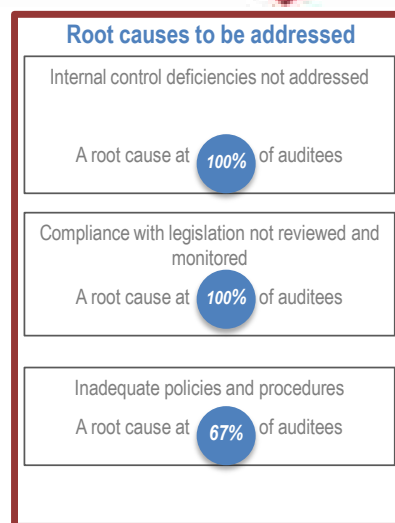 Root causes to be addressed
Internal control deficiencies not addressed
A root cause at 100% of auditees
Compliance with legislation not reviewed and
monitored
A root cause at 100% of auditees
Inadequate policies and procedures
A root cause at 67% of auditees